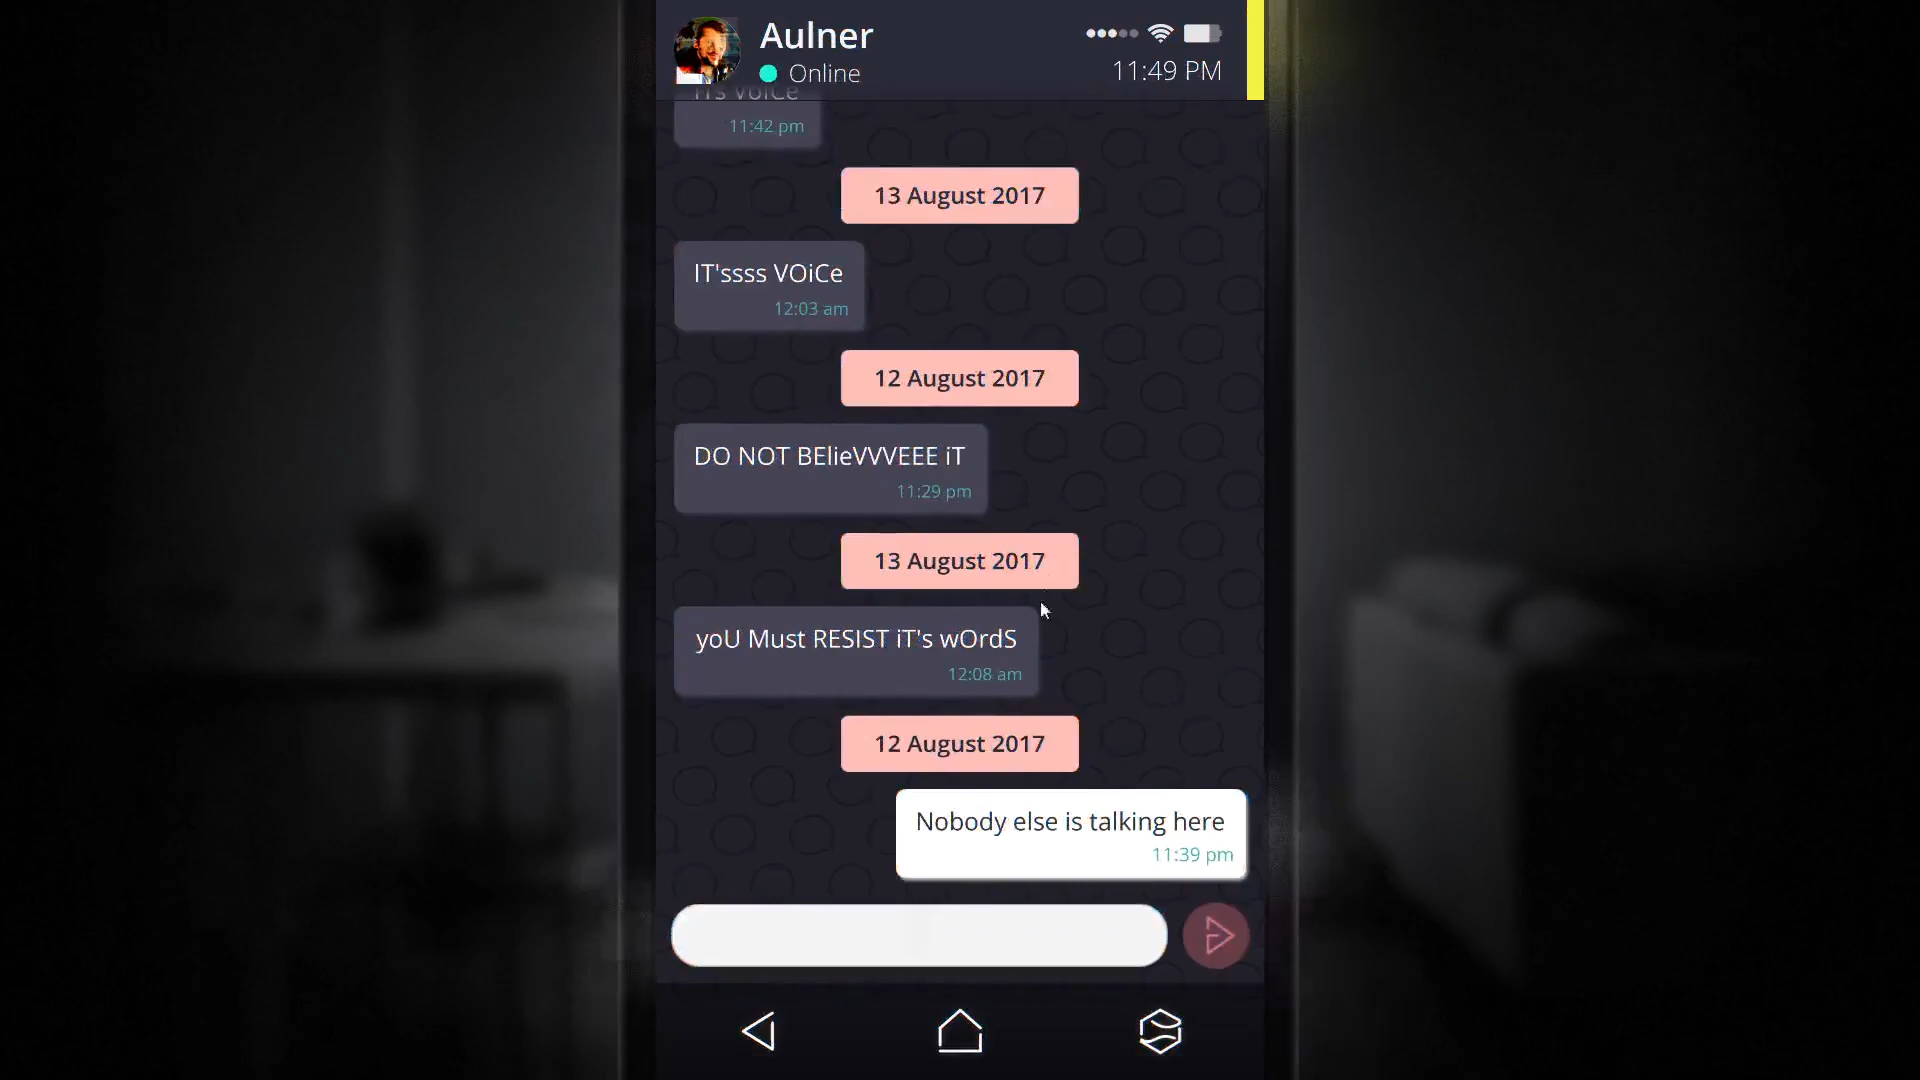 Aulner
Online
11:49 PM
iT's VoiCe
11:42 pm
13 August 2017
IT'ssss VOiCe
12:03 am
12 August 2017
DO NOT BElieVVVEEE iT
11:29 pm
13 August 2017
yoU Must RESIST iT's wOrdS
12:08 am
12 August 2017
Nobody else is talking here
11:39 pm